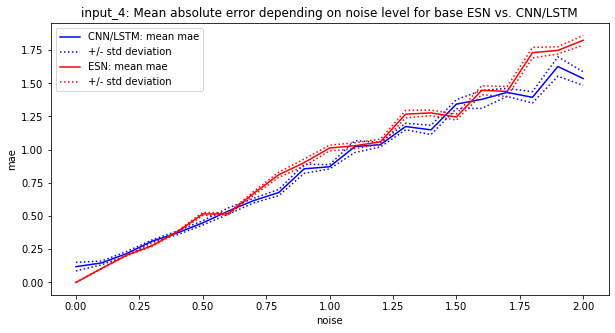 input_4: Mean absolute error depending on noise level for base ESN vs. CNN/LSTM
CNN/LSTM: mean mae
+/- std deviation
ESN: mean mae
+/- std deviation
1.75
1.50
1.25
1.00
0.75
0.50
0.25
0.00
mae
0.00 0.25 0.50 0.75 1.00 1.25 1.50 1.75 2.00
noise